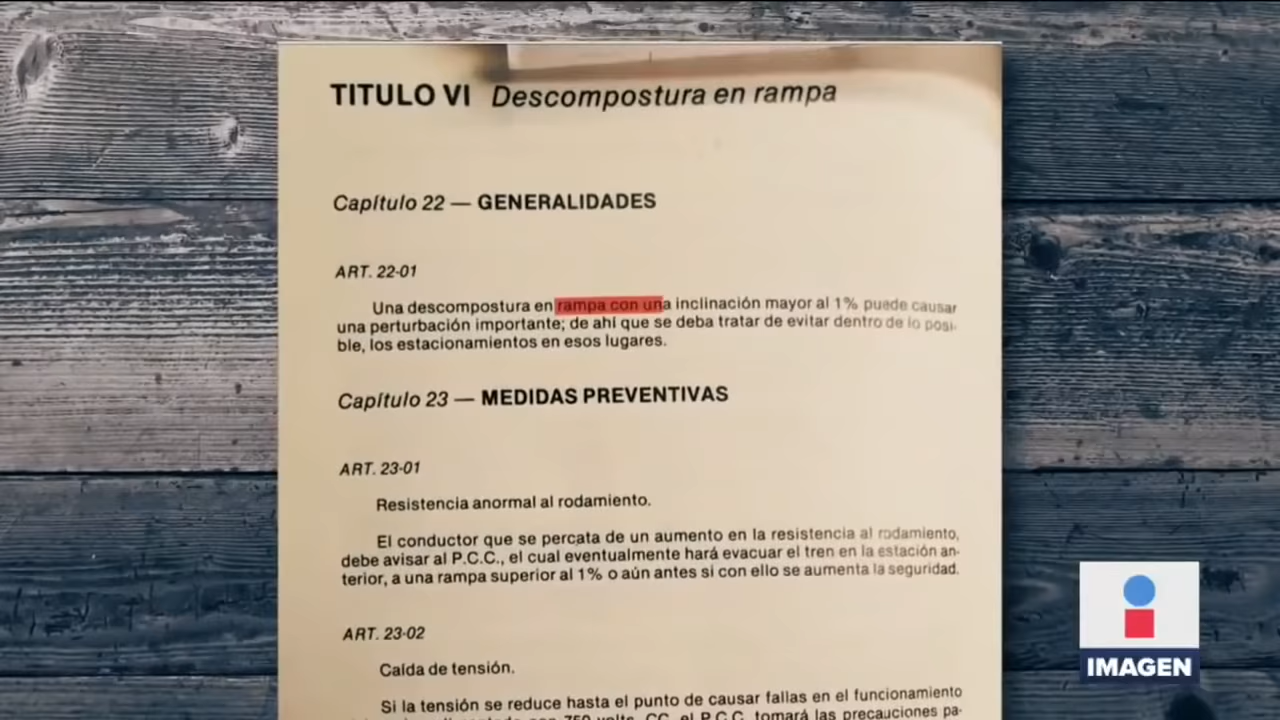 TITULO VI Descompostura en rampa
Capítulo 22 — GENERALIDADES
ART. 22-01
Una descompostura en rampa con una inclinación mayor al 1% puede causar
una perturbación importante; de ahí que se deba tratar de evitar dentro de lo posi-
ble, los estacionamientos en esos lugares.
Capítulo 23 — MEDIDAS PREVENTIVAS
ART. 23-01
Resistencia anormal al rodamiento.
El conductor que se percata de un aumento en la resistencia al rodamiento,
debe avisar al P.C.C., el cual eventualmente hará evacuar el tren en la estación an-
terior, a una rampa superior al 1% o aún antes si con ello se aumenta la seguridad.
ART. 23-02
Caída de tensión.
Si la tensión se reduce hasta el punto de causar fallas en el funcionamiento
750 volts. CC, el P.C.C. tomará las precauciones pa-
IMAGEN